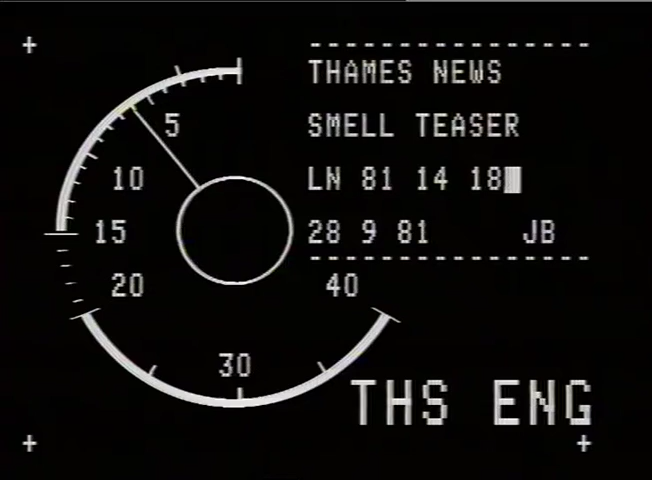 THAMES NEWS
SMELL TEASER
LN 81 14 18
28 9 81 JB
5
10
15
20
30
40
THS ENG